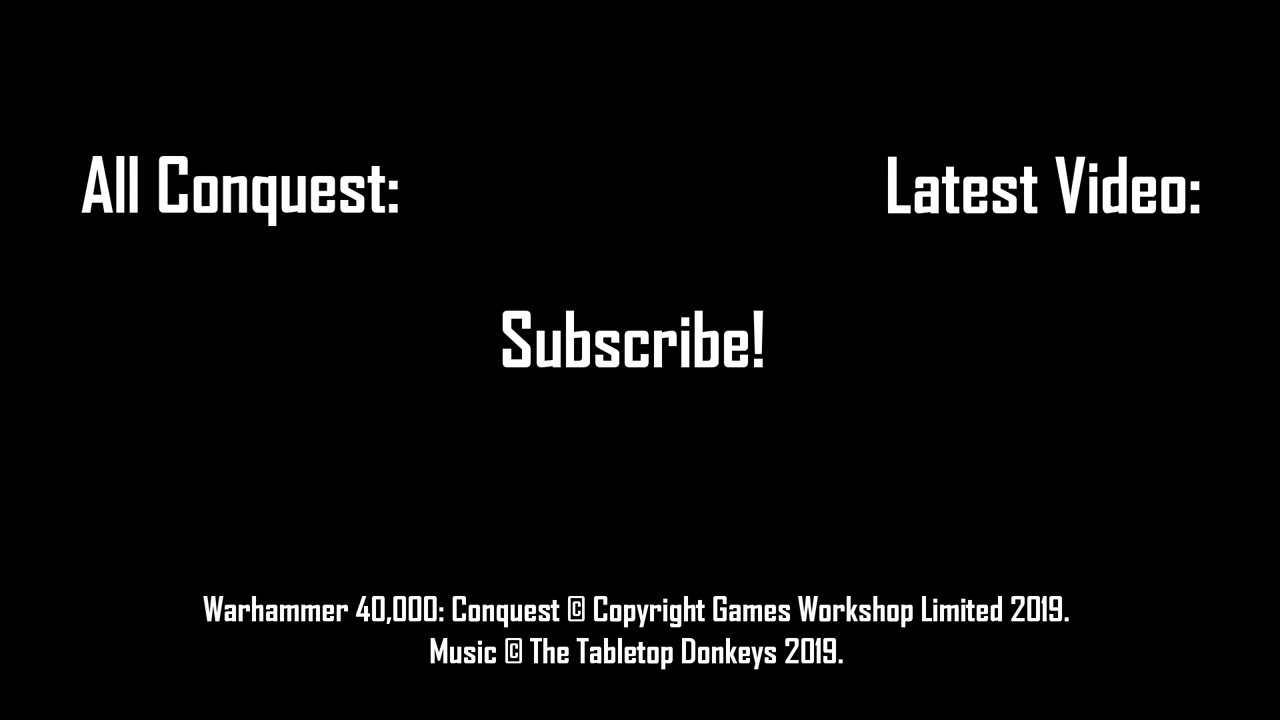 All Conquest:
Latest Video:
Subscribe!
Warhammer 40,000: Conquest © Copyright Games Workshop Limited 2019.
Music © The Tabletop Donkeys 2019.